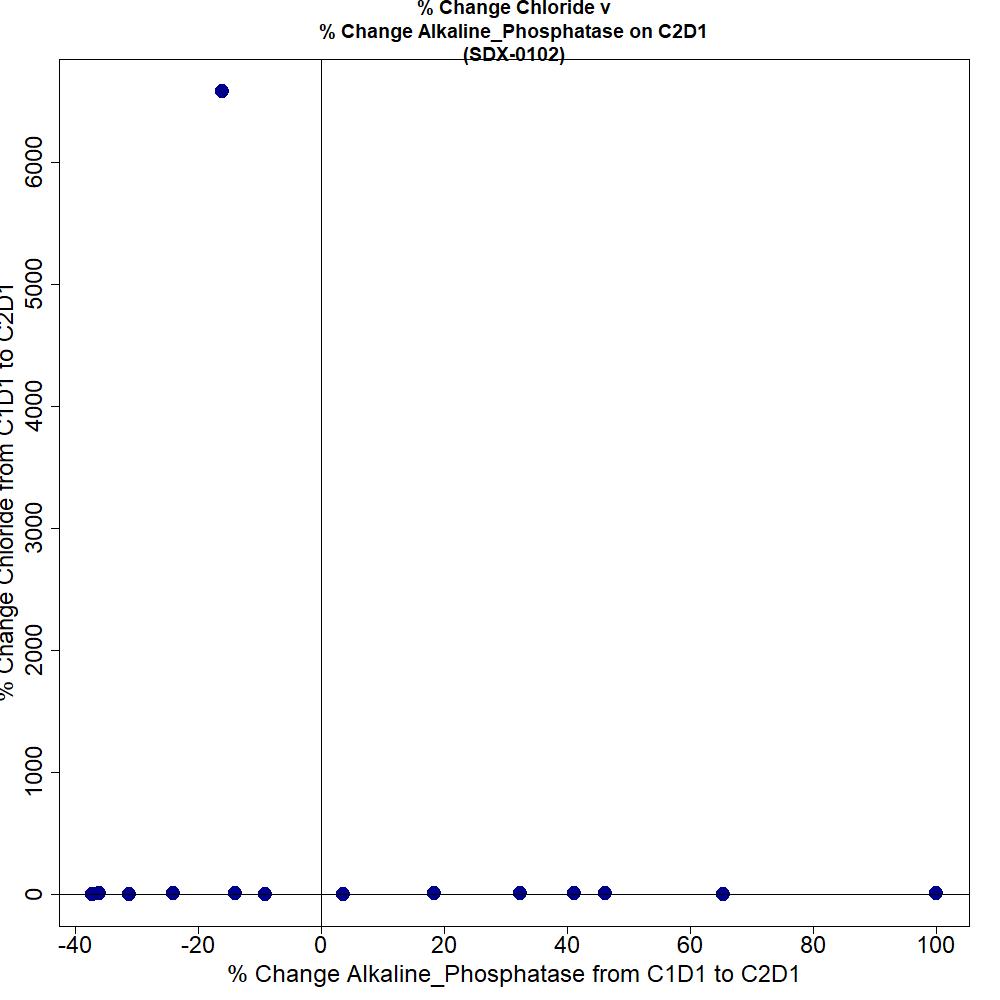 % Change Chloride v
% Change Alkaline_Phosphatase on C2D1
(SDX-0102)
% Change Chloride from C1D1 to C2D1
6000
5000
4000
3000
2000
1000
0
-40 -20 0 20 40 60 80 100
% Change Alkaline_Phosphatase from C1D1 to C2D1